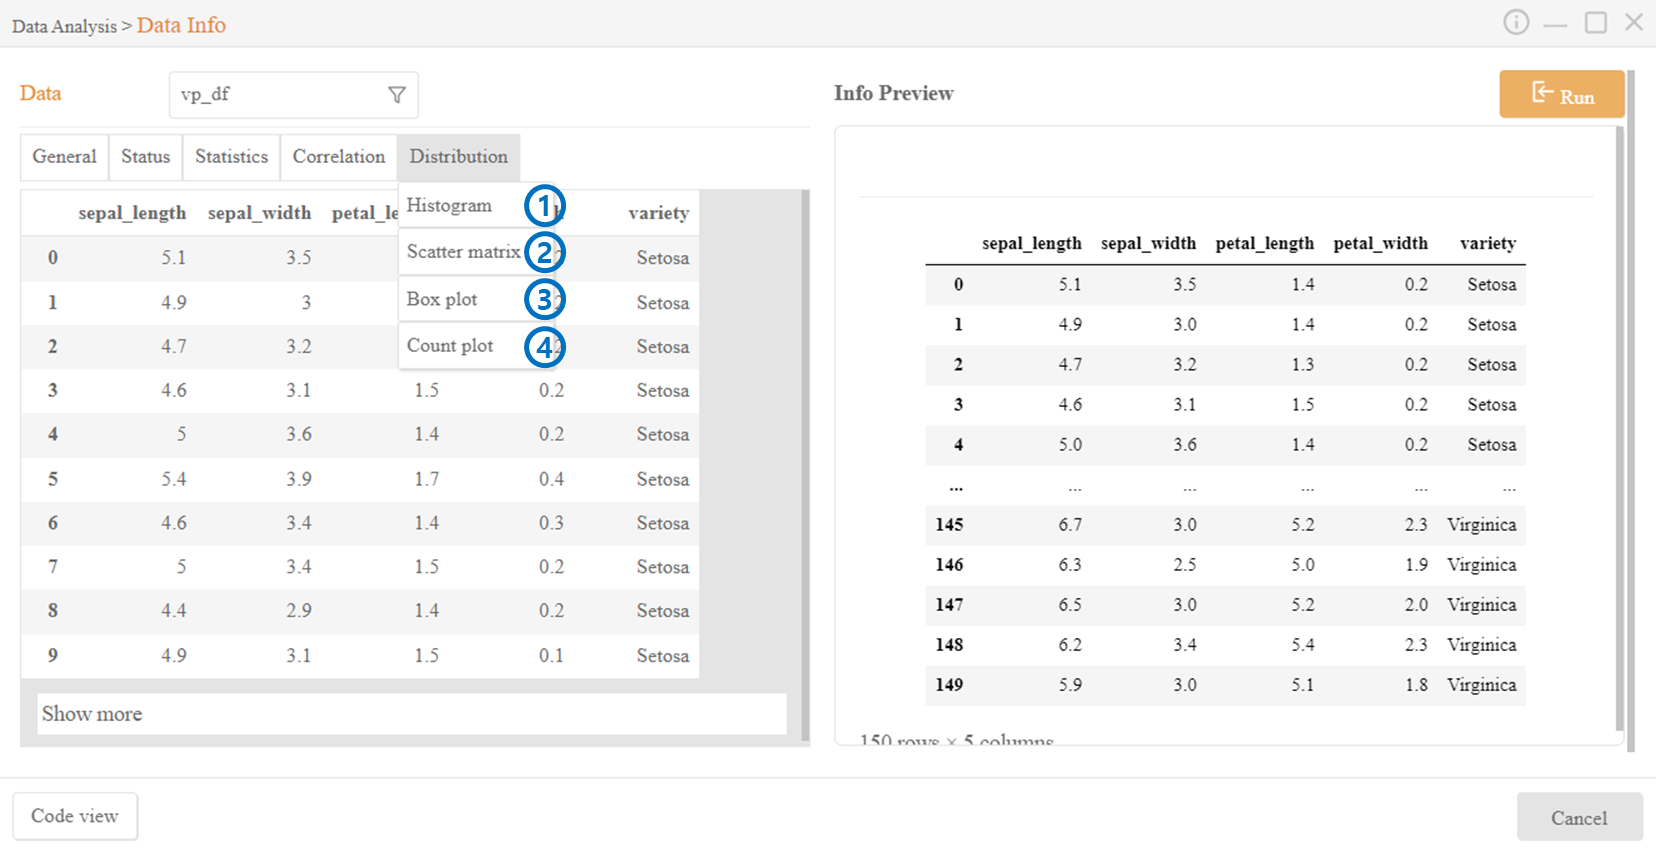 Data Analysis > Data Info
Data
vp_df
Info Preview
Run
General Status Statistics Correlation Distribution
Histogram ①
Scatter matrix ②
Box plot ③
Count plot ④
sepal_length sepal_width petal_le variety
0 5.1 3.5 Setosa
1 4.9 3 Setosa
2 4.7 3.2 Setosa
3 4.6 3.1 1.5 0.2 Setosa
4 5 3.6 1.4 0.2 Setosa
5 5.4 3.9 1.7 0.4 Setosa
6 4.6 3.4 1.4 0.3 Setosa
7 5 3.4 1.5 0.2 Setosa
8 4.4 2.9 1.4 0.2 Setosa
9 4.9 3.1 1.5 0.1 Setosa
Show more
sepal_length sepal_width petal_length petal_width variety
0 5.1 3.5 1.4 0.2 Setosa
1 4.9 3.0 1.4 0.2 Setosa
2 4.7 3.2 1.3 0.2 Setosa
3 4.6 3.1 1.5 0.2 Setosa
4 5.0 3.6 1.4 0.2 Setosa
... ... ... ... ... ...
145 6.7 3.0 5.2 2.3 Virginica
146 6.3 2.5 5.0 1.9 Virginica
147 6.5 3.0 5.2 2.0 Virginica
148 6.2 3.4 5.4 2.3 Virginica
149 5.9 3.0 5.1 1.8 Virginica
150 rows × 5 columns
Code view
Cancel